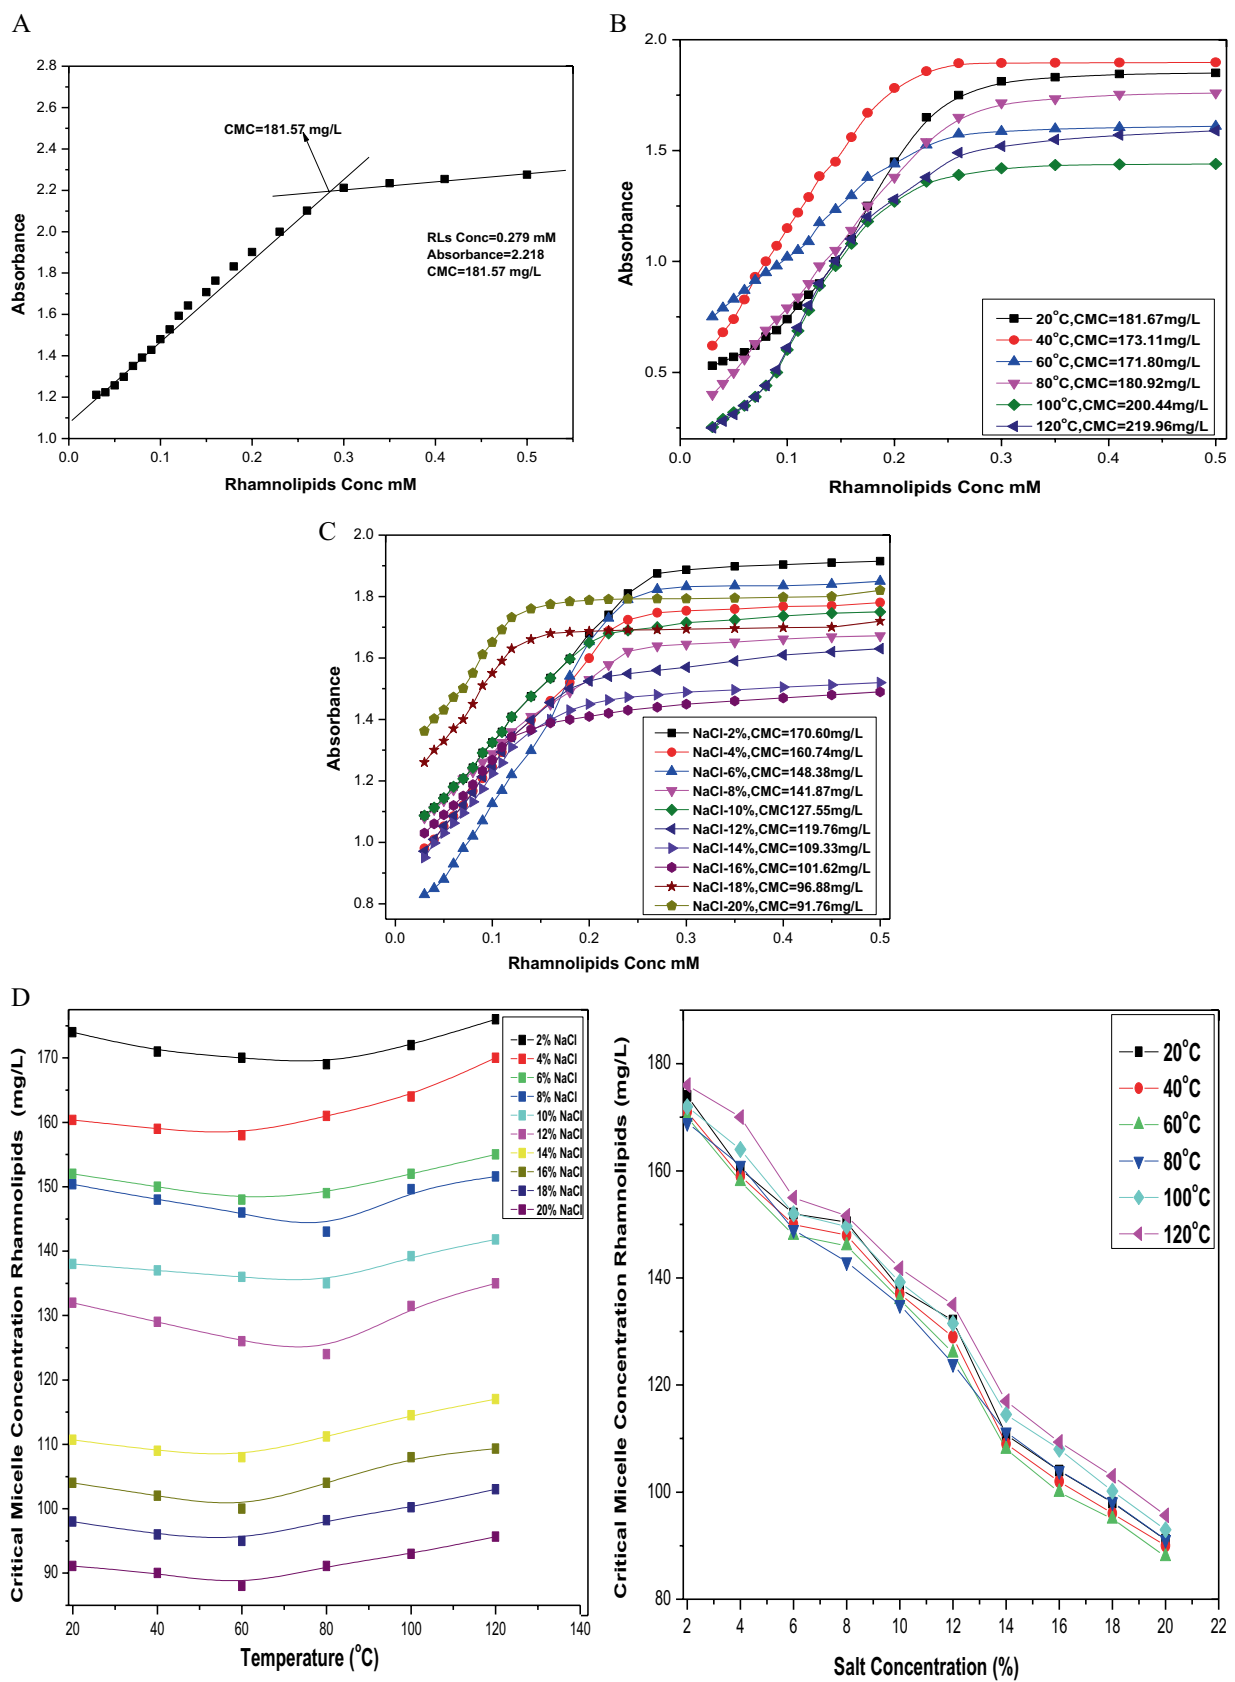 A
2.8
2.6
2.4
2.2
2.0
1.8
1.6
1.4
1.2
1.0
Absorbance
CMC=181.57 mg/L
RLs Conc=0.279 mM
Absorbance=2.218
CMC=181.57 mg/L
0.0 0.1 0.2 0.3 0.4 0.5
Rhamnolipids Conc mM
B
2.0
1.5
1.0
0.5
Absorbance
20°C,CMC=181.67mg/L
40°C,CMC=173.11mg/L
60°C,CMC=171.80mg/L
80°C,CMC=180.92mg/L
100°C,CMC=200.44mg/L
120°C,CMC=219.96mg/L
0.0 0.1 0.2 0.3 0.4 0.5
Rhamnolipids Conc mM
C
2.0
1.8
1.6
1.4
1.2
1.0
0.8
Absorbance
NaCl-2%,CMC=170.60mg/L
NaCl-4%,CMC=160.74mg/L
NaCl-6%,CMC=148.38mg/L
NaCl-8%,CMC=141.87mg/L
NaCl-10%,CMC127.55mg/L
NaCl-12%,CMC=119.76mg/L
NaCl-14%,CMC=109.33mg/L
NaCl-16%,CMC=101.62mg/L
NaCl-18%,CMC=96.88mg/L
NaCl-20%,CMC=91.76mg/L
0.0 0.1 0.2 0.3 0.4 0.5
Rhamnolipids Conc mM
D
170
160
150
140
130
120
110
100
90
Critical Micelle Concentration Rhamnolipids (mg/L)
2% NaCl
4% NaCl
6% NaCl
8% NaCl
10% NaCl
12% NaCl
14% NaCl
16% NaCl
18% NaCl
20% NaCl
20 40 60 80 100 120 140
Temperature (°C)
180
160
140
120
100
80
Critical Micelle Concentration Rhamnolipids (mg/L)
20°C
40°C
60°C
80°C
100°C
120°C
2 4 6 8 10 12 14 16 18 20 22
Salt Concentration (%)